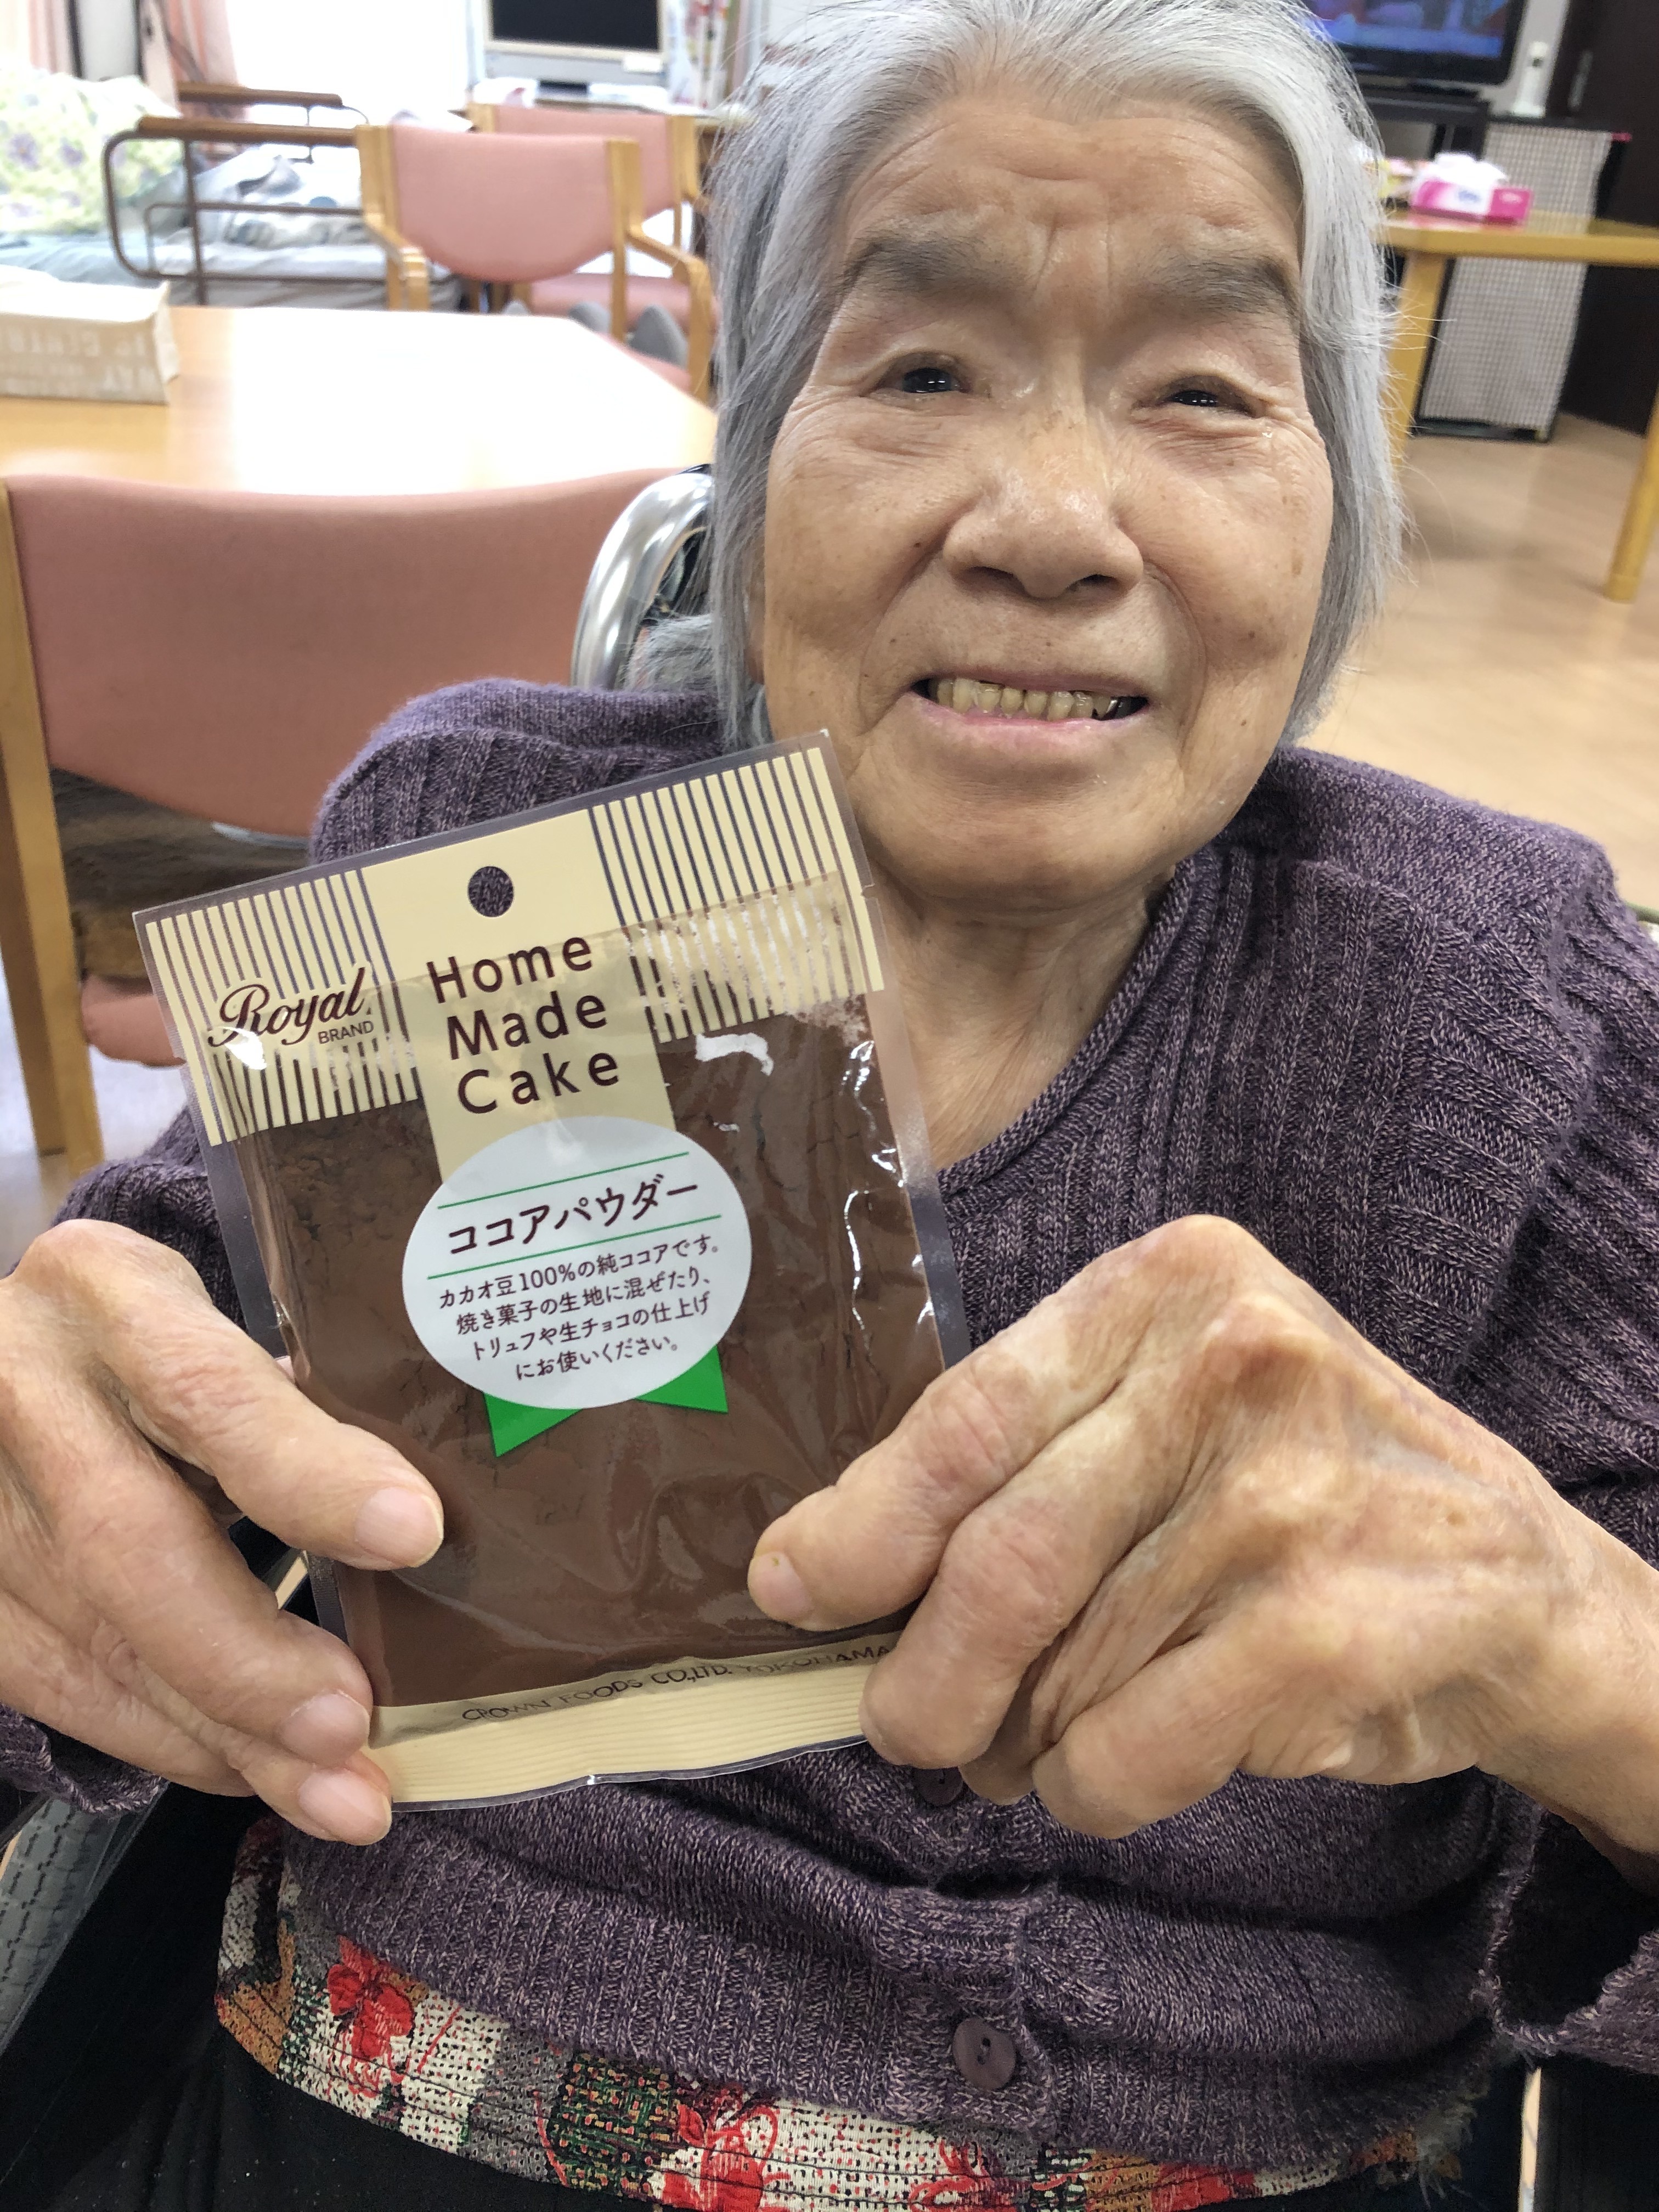 Royal
BRAND
Home
Made
Cake
ココアパウダー
カカオ豆100%の純ココアです。
焼き菓子の生地に混ぜたり、
トリュフや生チョコの仕上げ
にお使いください。
CROWN FOODS CO.,LTD. YOKOHAMA